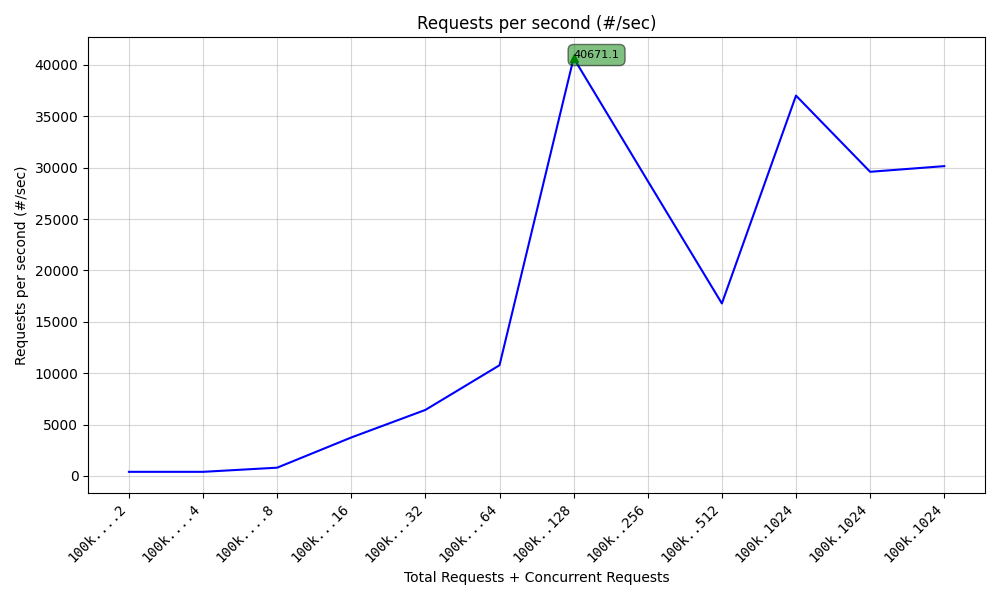 Requests per second (#/sec)
40671.1
40000
35000
30000
25000
20000
15000
10000
5000
0
Requests per second (#/sec)
100k....2
100k....4
100k....8
100k...16
100k...32
100k...64
100k..128
100k..256
100k..512
100k.1024
100k.1024
100k.1024
Total Requests + Concurrent Requests